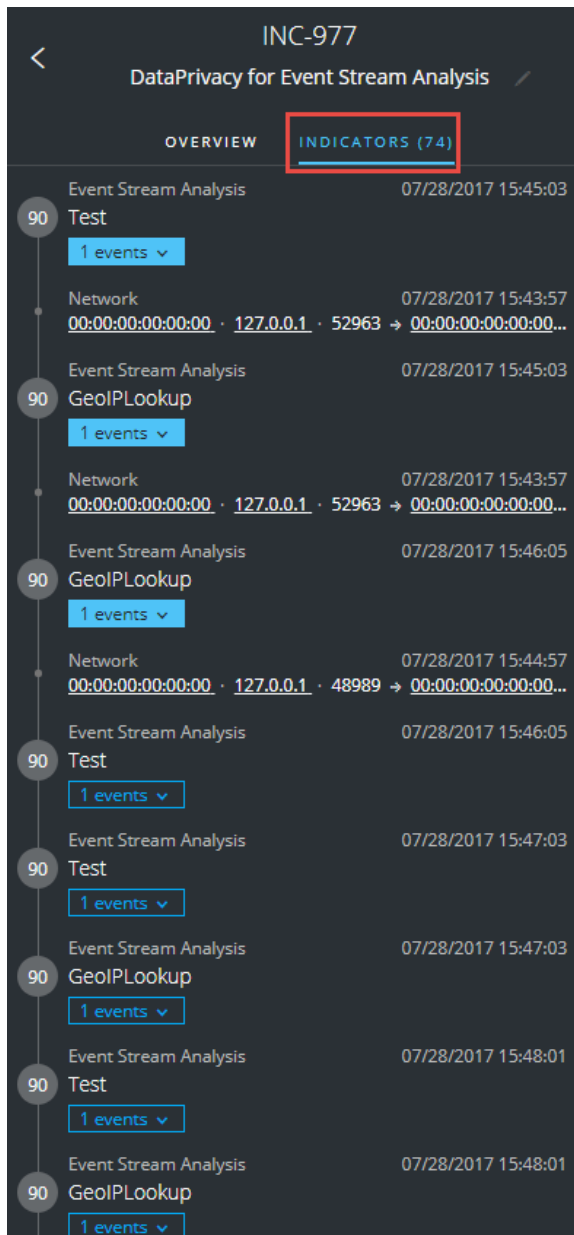 INC-977
DataPrivacy for Event Stream Analysis
OVERVIEW INDICATORS (74)
Event Stream Analysis 07/28/2017 15:45:03
90 Test
1 events
Network 07/28/2017 15:43:57
00:00:00:00:00:00 · 127.0.0.1 · 52963 → 00:00:00:00:00:00...
Event Stream Analysis 07/28/2017 15:45:03
90 GeoIPLookup
1 events
Network 07/28/2017 15:43:57
00:00:00:00:00:00 · 127.0.0.1 · 52963 → 00:00:00:00:00:00...
Event Stream Analysis 07/28/2017 15:46:05
90 GeoIPLookup
1 events
Network 07/28/2017 15:44:57
00:00:00:00:00:00 · 127.0.0.1 · 48989 → 00:00:00:00:00:00...
Event Stream Analysis 07/28/2017 15:46:05
90 Test
1 events
Event Stream Analysis 07/28/2017 15:47:03
90 Test
1 events
Event Stream Analysis 07/28/2017 15:47:03
90 GeoIPLookup
1 events
Event Stream Analysis 07/28/2017 15:48:01
90 Test
1 events
Event Stream Analysis 07/28/2017 15:48:01
90 GeoIPLookup
1 events